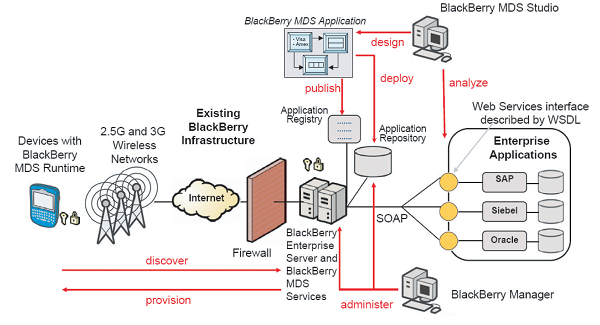 BlackBerry MDS Application
- Visa
- Amex
BlackBerry MDS Studio
design
deploy
publish
analyze
Existing
BlackBerry
Infrastructure
Application
Registry
Application
Repository
Web Services interface
described by WSDL
2.5G and 3G
Wireless
Networks
Devices with
BlackBerry
MDS Runtime
Internet
Firewall
BlackBerry
Enterprise
Server and
BlackBerry
MDS
Services
SOAP
Enterprise
Applications
SAP
Siebel
Oracle
discover
provision
administer
BlackBerry Manager